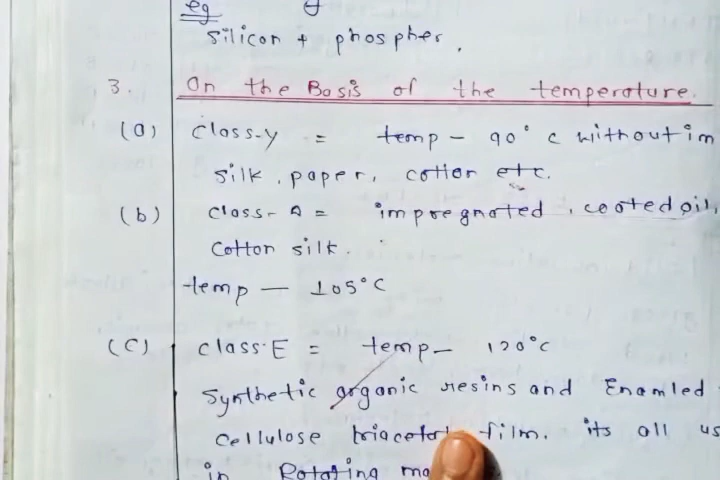 eg
Silicon + phospher.
3. On the Basis of the temperature.
(a) class-y = temp - 90° c without im
silk, paper, cotton etc.
(b) class-A = impregnated, coated oil,
cotton silk.
temp — 105°C
(C) class-E = temp- 120°c
Synthetic organic resins and Enamled
cellulose film. its all us
in Rotating ma